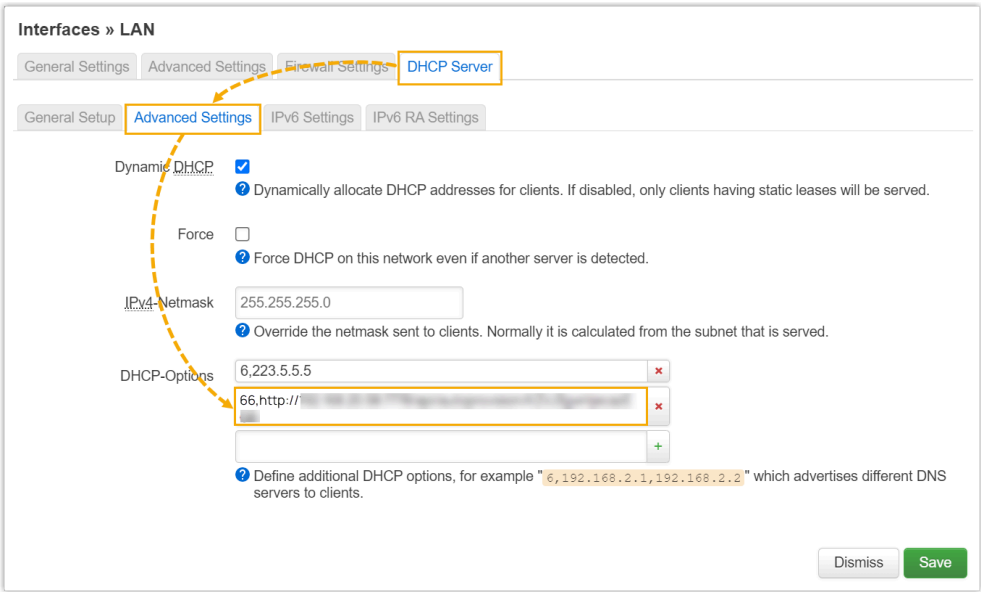 Interfaces » LAN
General Settings Advanced Settings Firewall Settings DHCP Server
General Setup Advanced Settings IPv6 Settings IPv6 RA Settings
Dynamic DHCP
Dynamically allocate DHCP addresses for clients. If disabled, only clients having static leases will be served.
Force
Force DHCP on this network even if another server is detected.
IPv4-Netmask 255.255.255.0
Override the netmask sent to clients. Normally it is calculated from the subnet that is served.
DHCP-Options 6,223.5.5.5
66,http://
Define additional DHCP options, for example "6,192.168.2.1,192.168.2.2" which advertises different DNS
servers to clients.
Dismiss Save